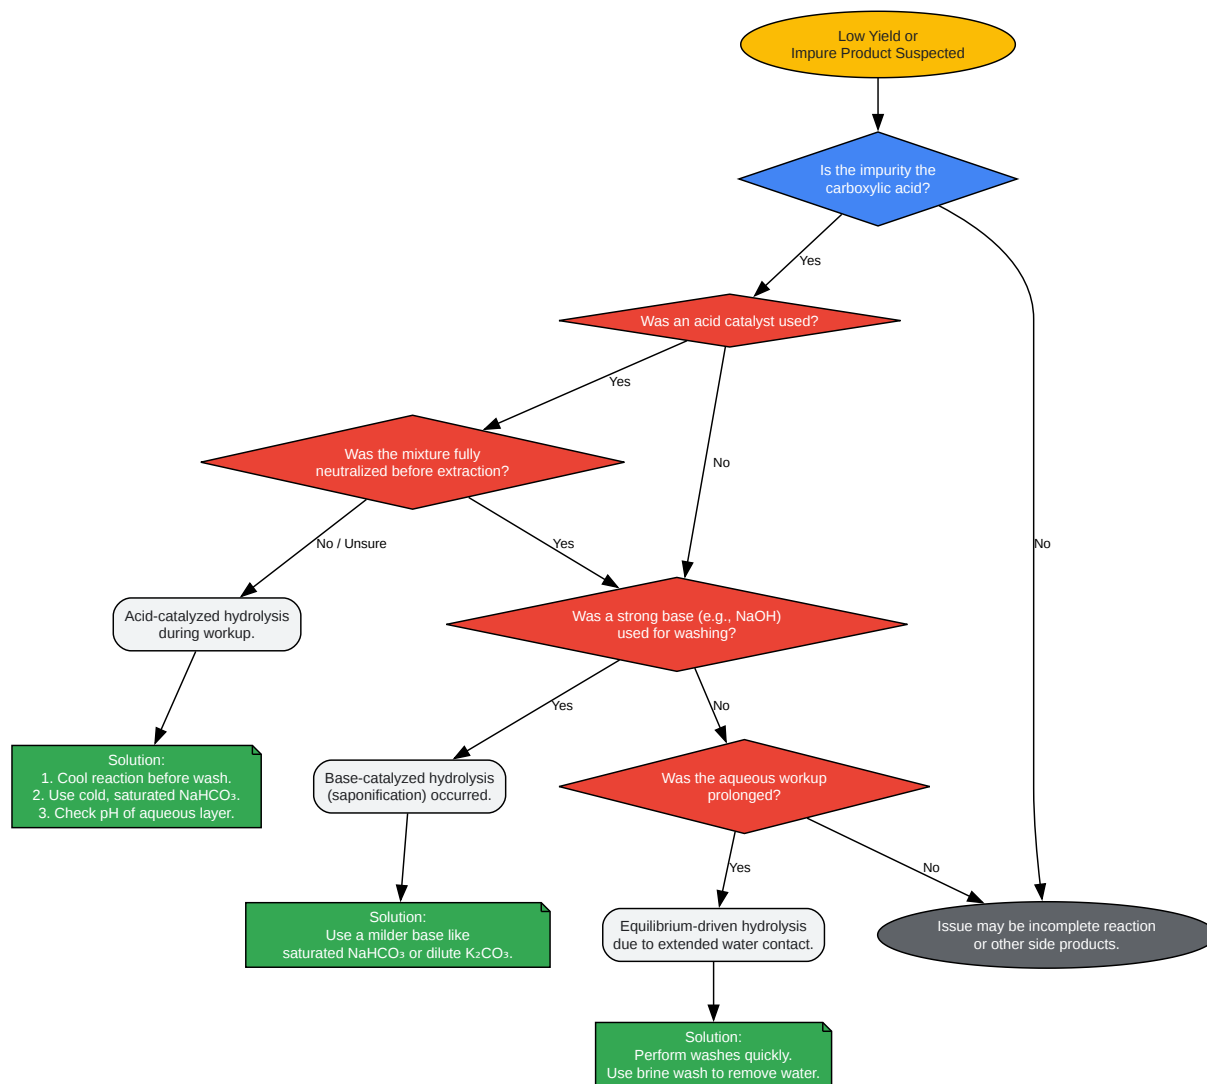 Low Yield or
Impure Product Suspected
Is the impurity the
carboxylic acid?
Yes
Was an acid catalyst used?
Yes
Was the mixture fully
neutralized before extraction?
No
No / Unsure
Yes
No
Acid-catalyzed hydrolysis
during workup.
Was a strong base (e.g., NaOH)
used for washing?
Yes
No
Solution:
1. Cool reaction before wash.
2. Use cold, saturated NaHCO₃.
3. Check pH of aqueous layer.
Base-catalyzed hydrolysis
(saponification) occurred.
Was the aqueous workup
prolonged?
Yes
No
Solution:
Use a milder base like
saturated NaHCO₃ or dilute K₂CO₃.
Equilibrium-driven hydrolysis
due to extended water contact.
Issue may be incomplete reaction
or other side products.
Solution:
Perform washes quickly.
Use brine wash to remove water.